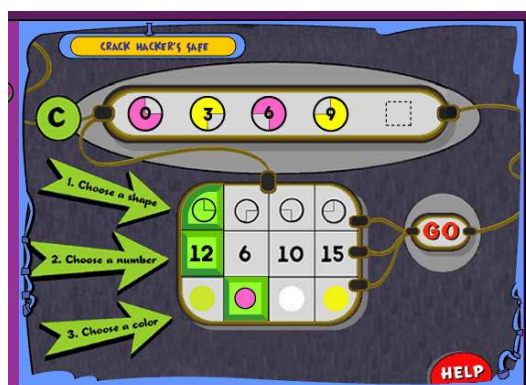 CRACK HACKER'S SAFE
C
0 3 6 9
1. Choose a shape
2. Choose a number
12 6 10 15
GO
3. Choose a color
HELP